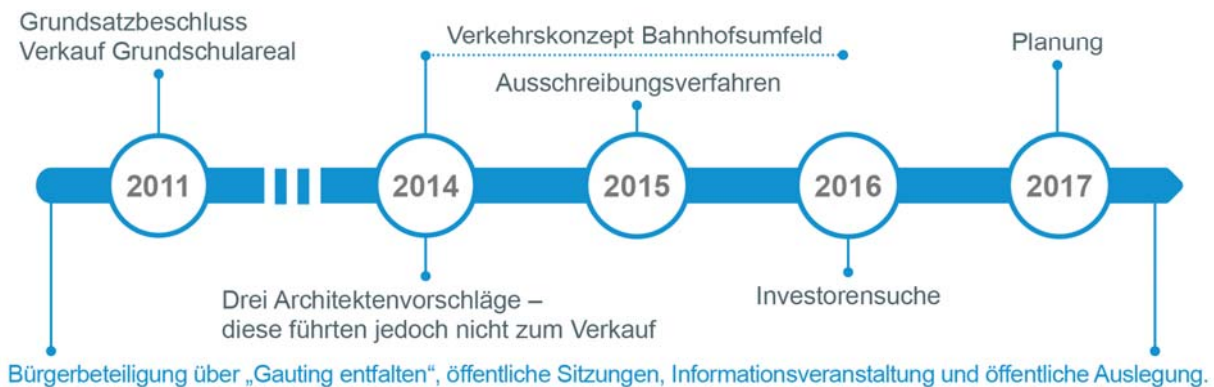 Grundsatzbeschluss
Verkauf Grundschulareal
Verkehrskonzept Bahnhofsumfeld
Ausschreibungsverfahren
Planung
2011
2014
2015
2016
2017
Drei Architektenvorschläge –
diese führten jedoch nicht zum Verkauf
Investorensuche
Bürgerbeteiligung über „Gauting entfalten“, öffentliche Sitzungen, Informationsveranstaltung und öffentliche Auslegung.